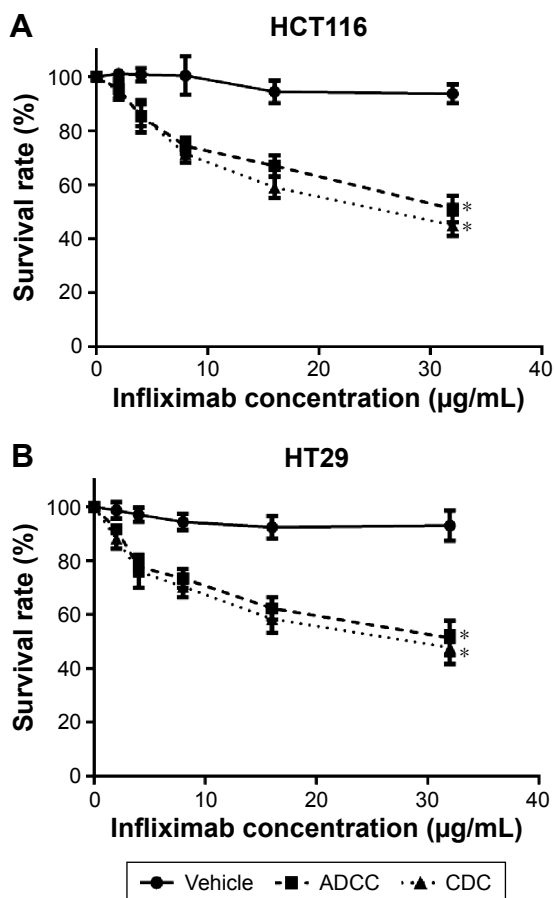 A
HCT116
Survival rate (%)
100
80
60
40
20
0
*
*
0 10 20 30 40
Infliximab concentration (µg/mL)
B
HT29
Survival rate (%)
100
80
60
40
20
0
*
*
0 10 20 30 40
Infliximab concentration (µg/mL)
Vehicle ADCC CDC